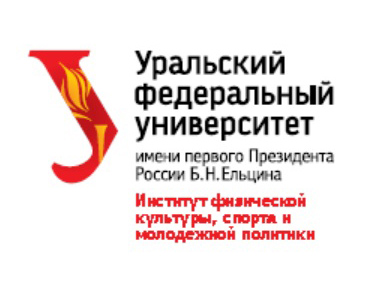 Уральский
федеральный
университет
имени первого Президента
России Б.Н.Ельцина
Институт физической
культуры, спорта и
молодежной политики